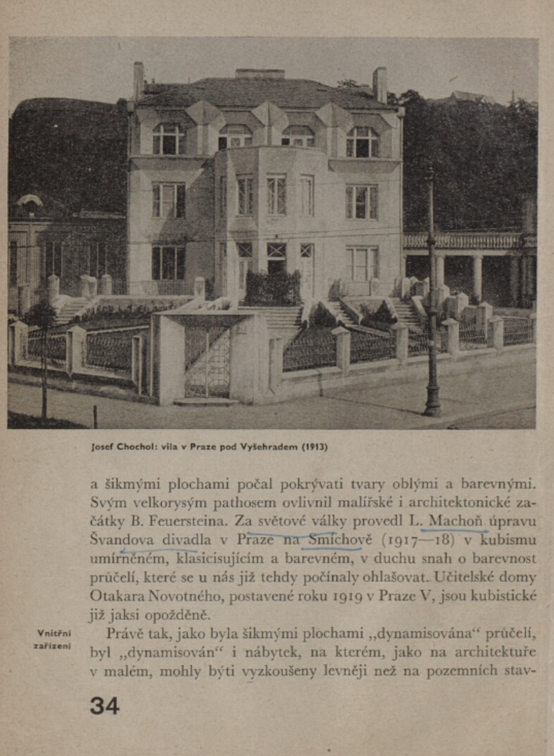 Josef Chochol: vila v Praze pod Vyšehradem (1913)
a šikmými plochami počal pokrývati tvary oblými a barevnými.
Svým velkorysým pathosem ovlivnil malířské i architektonické za-
čátky B. Feuersteina. Za světové války provedl L. Machoň úpravu
Švandova divadla v Praze na Smíchově (1917—18) v kubismu
umírněném, klasicisujícím a barevném, v duchu snah o barevnost
průčelí, které se u nás již tehdy počínaly ohlašovat. Učitelské domy
Otakara Novotného, postavené roku 1919 v Praze V, jsou kubistické
již jaksi opožděně.
Vnitřní
zařízení
Právě tak, jako byla šikmými plochami „dynamisována“ průčelí,
byl „dynamisován“ i nábytek, na kterém, jako na architektuře
v malém, mohly býti vyzkoušeny levněji než na pozemních stav-
34